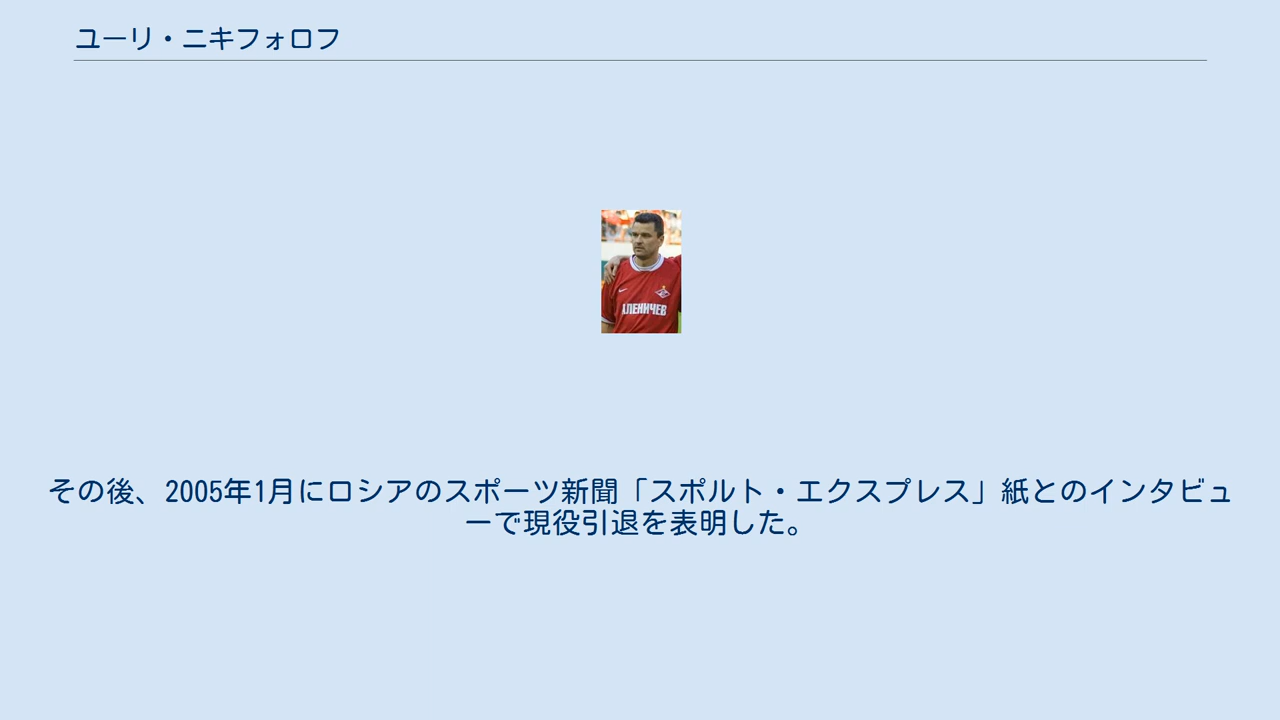 ユーリ・ニキフォロフ
АЛЕНИЧЕВ
その後、2005年1月にロシアのスポーツ新聞「スポルト・エクスプレス」紙とのインタビュ
ーで現役引退を表明した。